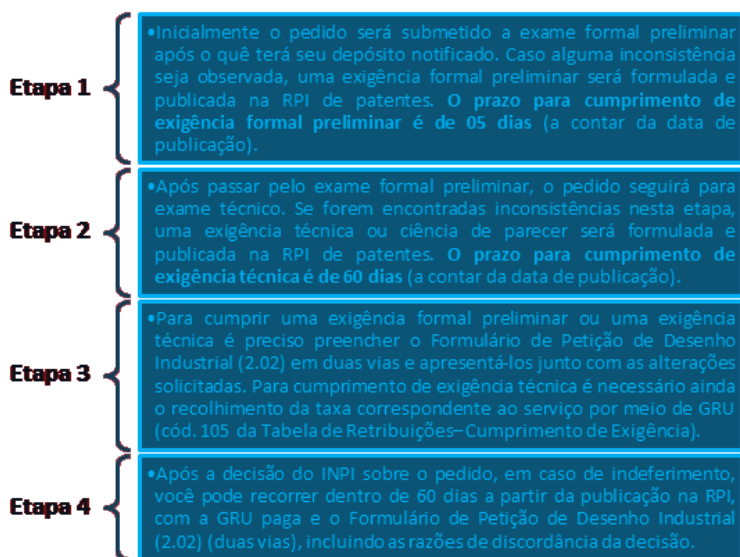 Etapa 1
•Inicialmente o pedido será submetido a exame formal preliminar
após o quê terá seu depósito notificado. Caso alguma inconsistência
seja observada, uma exigência formal preliminar será formulada e
publicada na RPI de patentes. O prazo para cumprimento de
exigência formal preliminar é de 05 dias (a contar da data de
publicação).
Etapa 2
•Após passar pelo exame formal preliminar, o pedido seguirá para
exame técnico. Se forem encontradas inconsistências nesta etapa,
uma exigência técnica ou ciência de parecer será formulada e
publicada na RPI de patentes. O prazo para cumprimento de
exigência técnica é de 60 dias (a contar da data de publicação).
Etapa 3
•Para cumprir uma exigência formal preliminar ou uma exigência
técnica é preciso preencher o Formulário de Petição de Desenho
Industrial (2.02) em duas vias e apresentá-los junto com as alterações
solicitadas. Para cumprimento de exigência técnica é necessário ainda
o recolhimento da taxa correspondente ao serviço por meio de GRU
(cód. 105 da Tabela de Retribuições–Cumprimento de Exigência).
Etapa 4
•Após a decisão do INPI sobre o pedido, em caso de indeferimento,
você pode recorrer dentro de 60 dias a partir da publicação na RPI,
com a GRU paga e o Formulário de Petição de Desenho Industrial
(2.02) (duas vias), incluindo as razões de discordância da decisão.